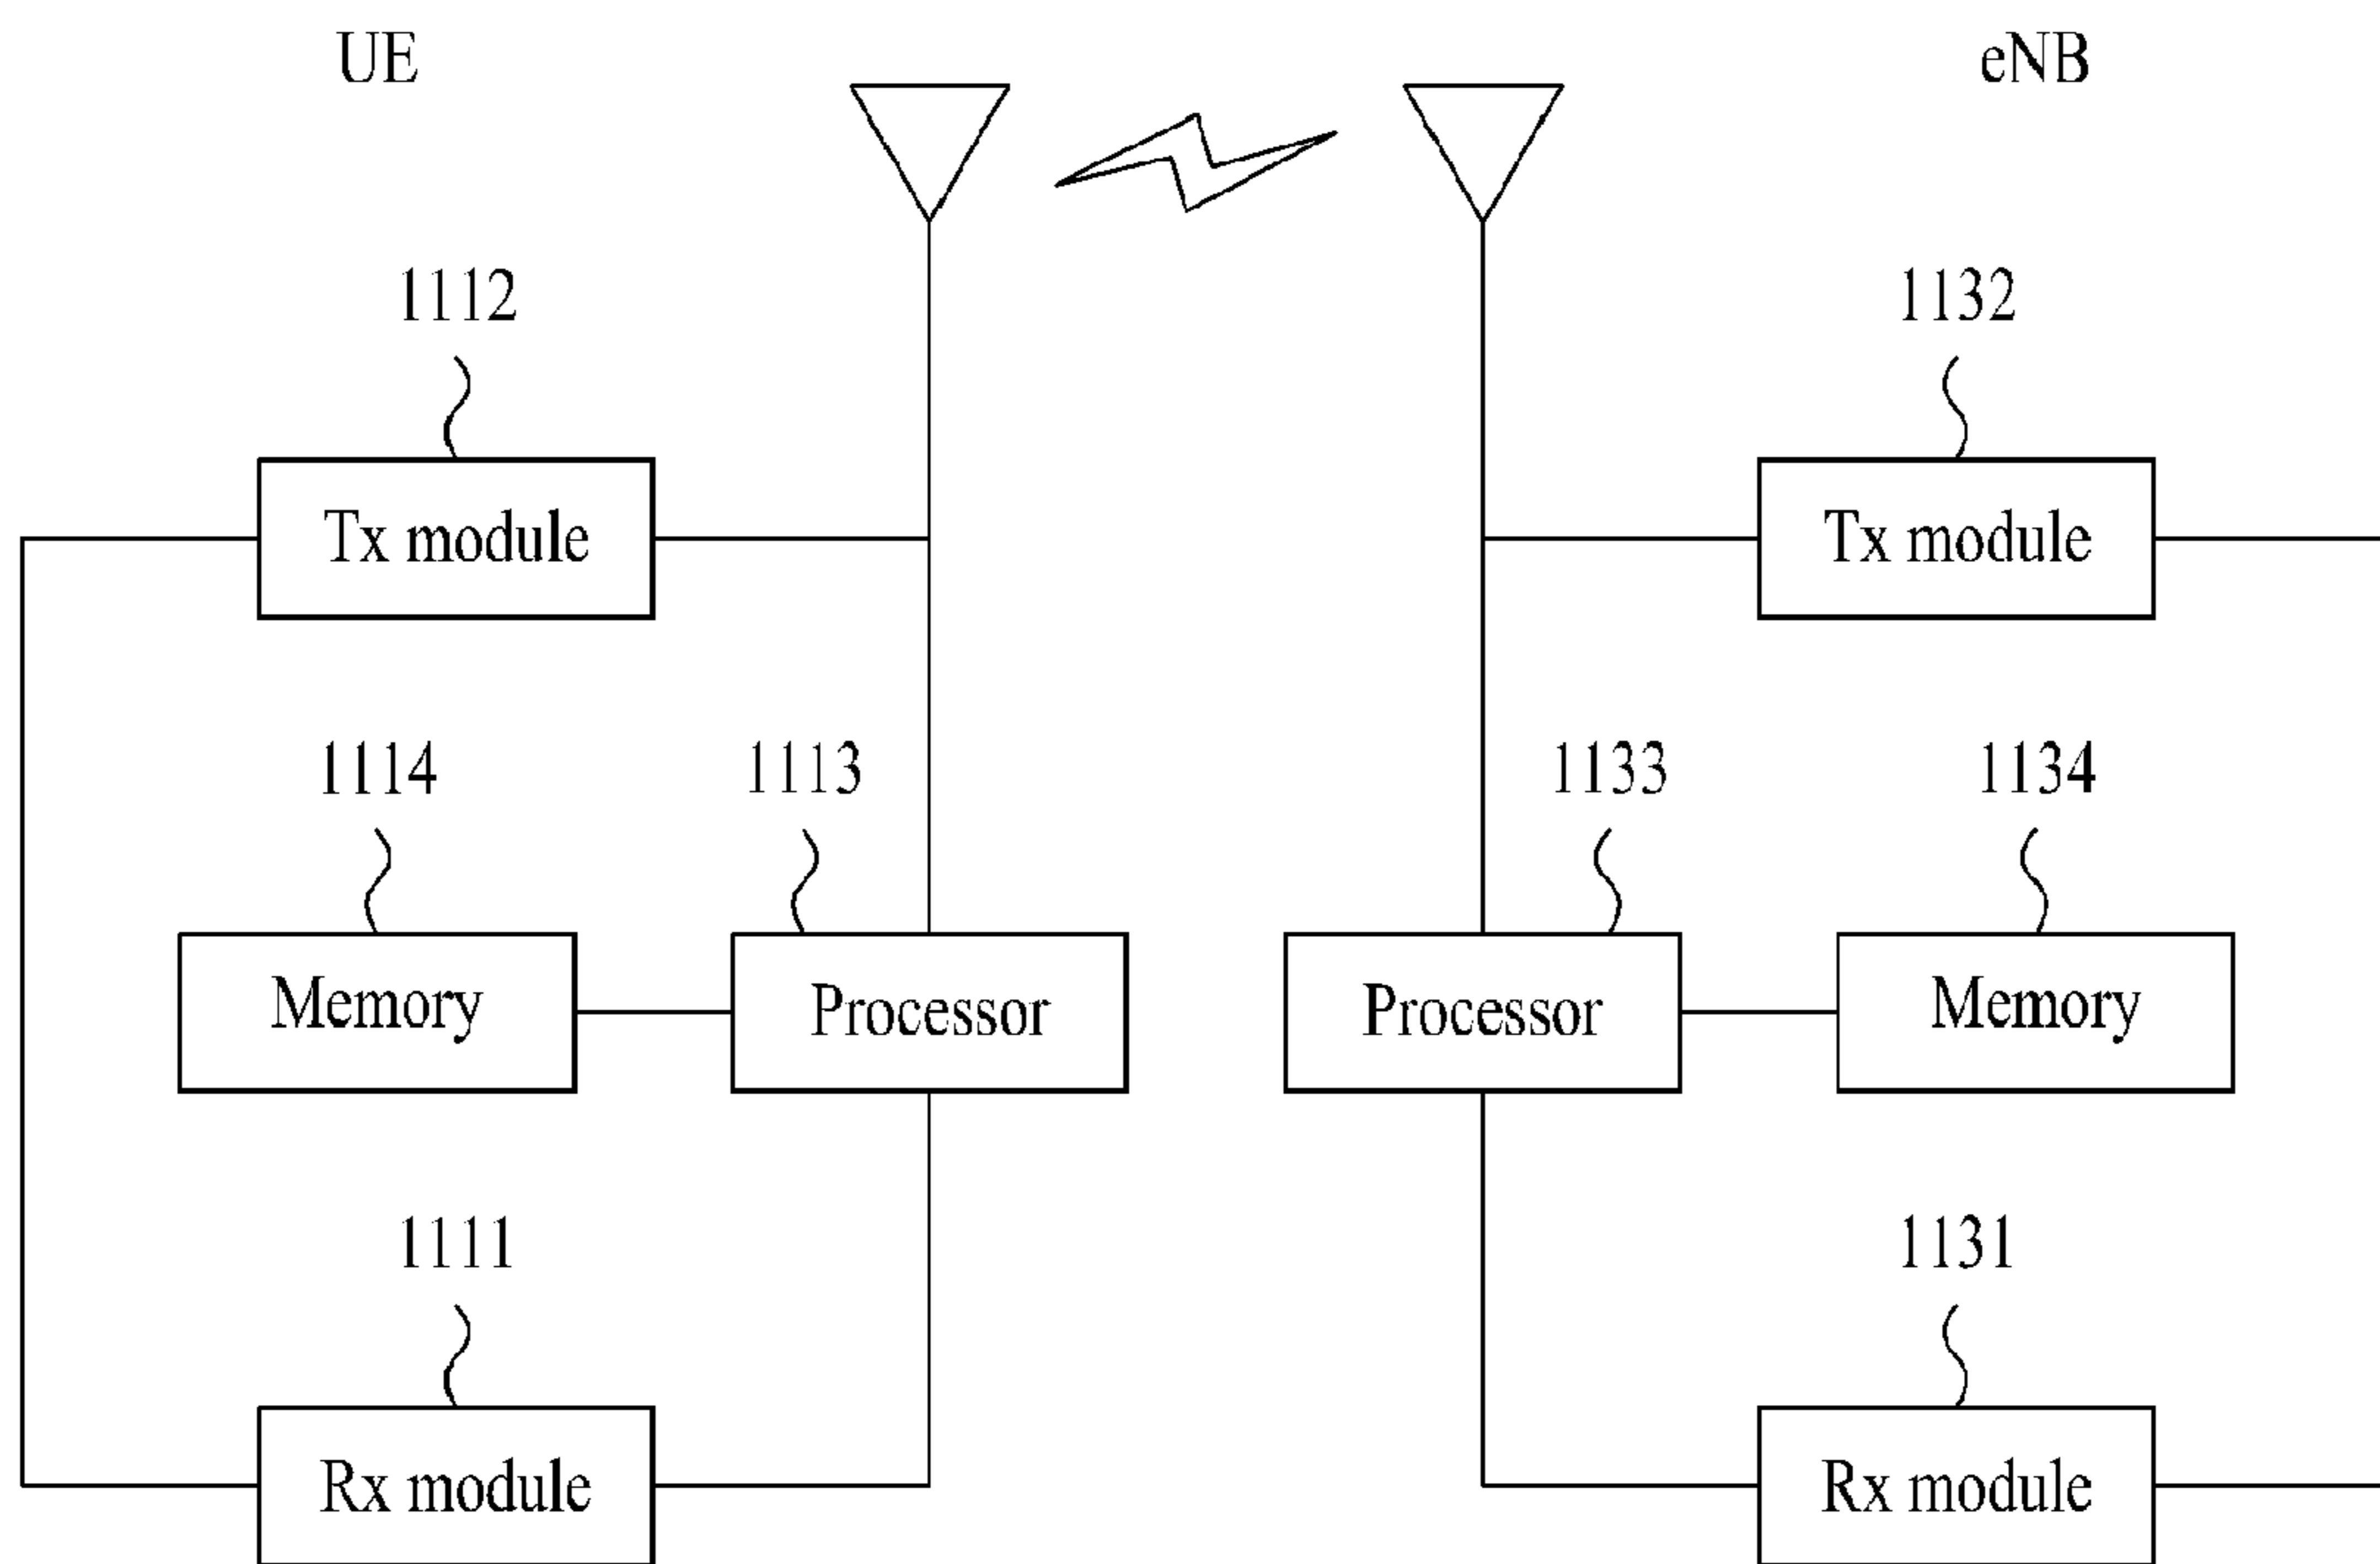 UE
eNB
1112
1132
Tx module
Tx module
1114
1113
1133
1134
Memory
Processor
Processor
Memory
1111
1131
Rx module
Rx module